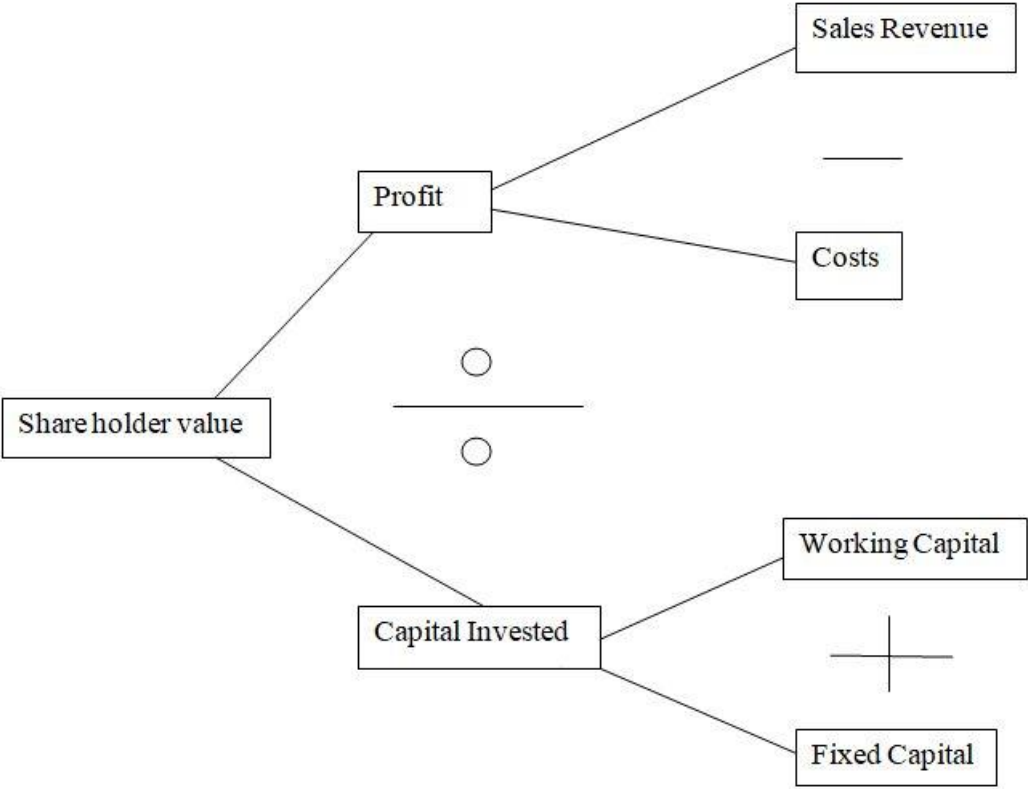 Sales Revenue
Profit
Costs
Share holder value
Working Capital
Capital Invested
Fixed Capital